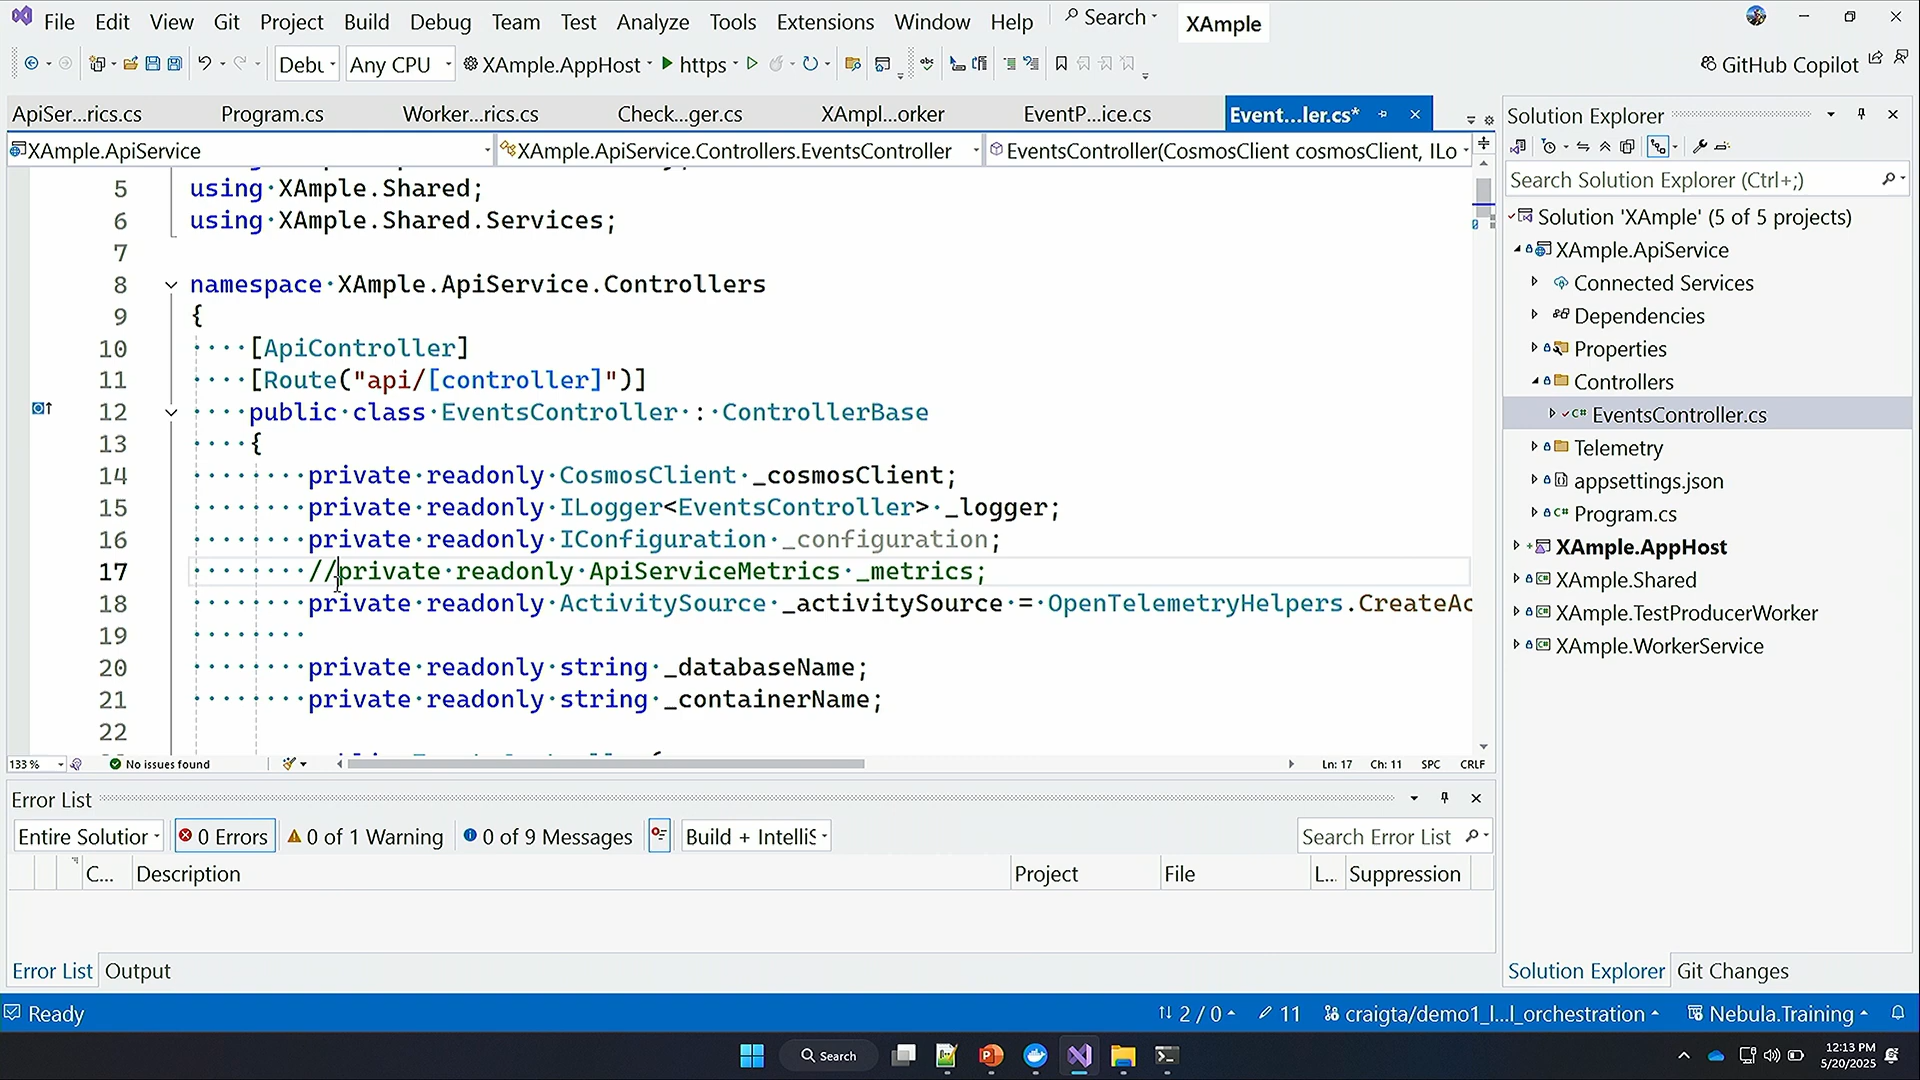 File Edit View Git Project Build Debug Team Test Analyze Tools Extensions Window Help Search XAmple
Debu Any CPU XAmple.AppHost https GitHub Copilot
ApiSer...rics.cs Program.cs Worker...rics.cs Check...ger.cs XAmpl...orker EventP...ice.cs Event...ler.cs*
XAmple.ApiService XAmple.ApiService.Controllers.EventsController EventsController(CosmosClient cosmosClient, ILo
5 using XAmple.Shared;
6 using XAmple.Shared.Services;
7
8 namespace XAmple.ApiService.Controllers
9 {
10 [ApiController]
11 [Route("api/[controller]")]
12 public class EventsController : ControllerBase
13 {
14 private readonly CosmosClient _cosmosClient;
15 private readonly ILogger<EventsController> _logger;
16 private readonly IConfiguration _configuration;
17 //private readonly ApiServiceMetrics _metrics;
18 private readonly ActivitySource _activitySource = OpenTelemetryHelpers.CreateAc
19
20 private readonly string _databaseName;
21 private readonly string _containerName;
22
133 % No issues found Ln: 17 Ch: 11 SPC CRLF
Error List
Entire Solutior 0 Errors 0 of 1 Warning 0 of 9 Messages Build + IntelliS Search Error List
C... Description Project File L... Suppression
Error List Output
Solution Explorer
Search Solution Explorer (Ctrl+;)
Solution 'XAmple' (5 of 5 projects)
XAmple.ApiService
Connected Services
Dependencies
Properties
Controllers
C# EventsController.cs
Telemetry
appsettings.json
C# Program.cs
XAmple.AppHost
XAmple.Shared
XAmple.TestProducerWorker
XAmple.WorkerService
Solution Explorer Git Changes
Ready 2 / 0 11 craigta/demo1_l...l_orchestration Nebula.Training
Search 12:13 PM
5/20/2025